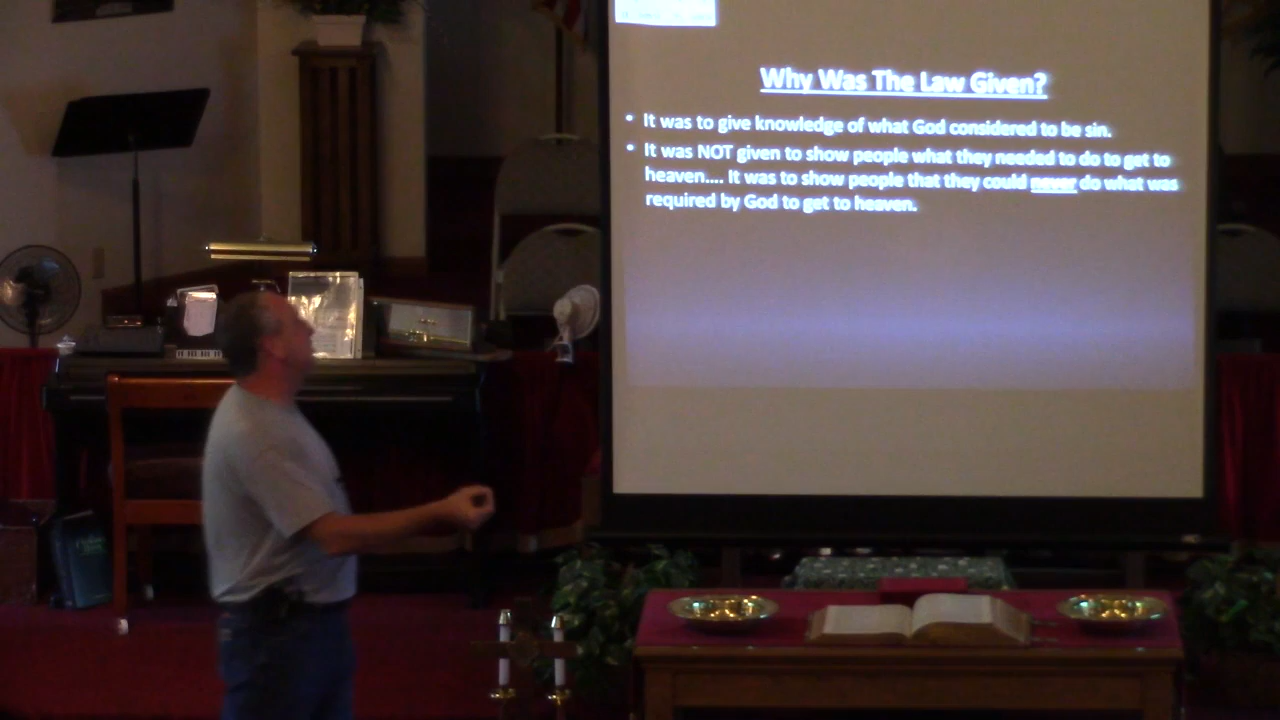 Why Was The Law Given?
• It was to give knowledge of what God considered to be sin.
• It was NOT given to show people what they needed to do to get to
heaven.... It was to show people that they could never do what was
required by God to get to heaven.